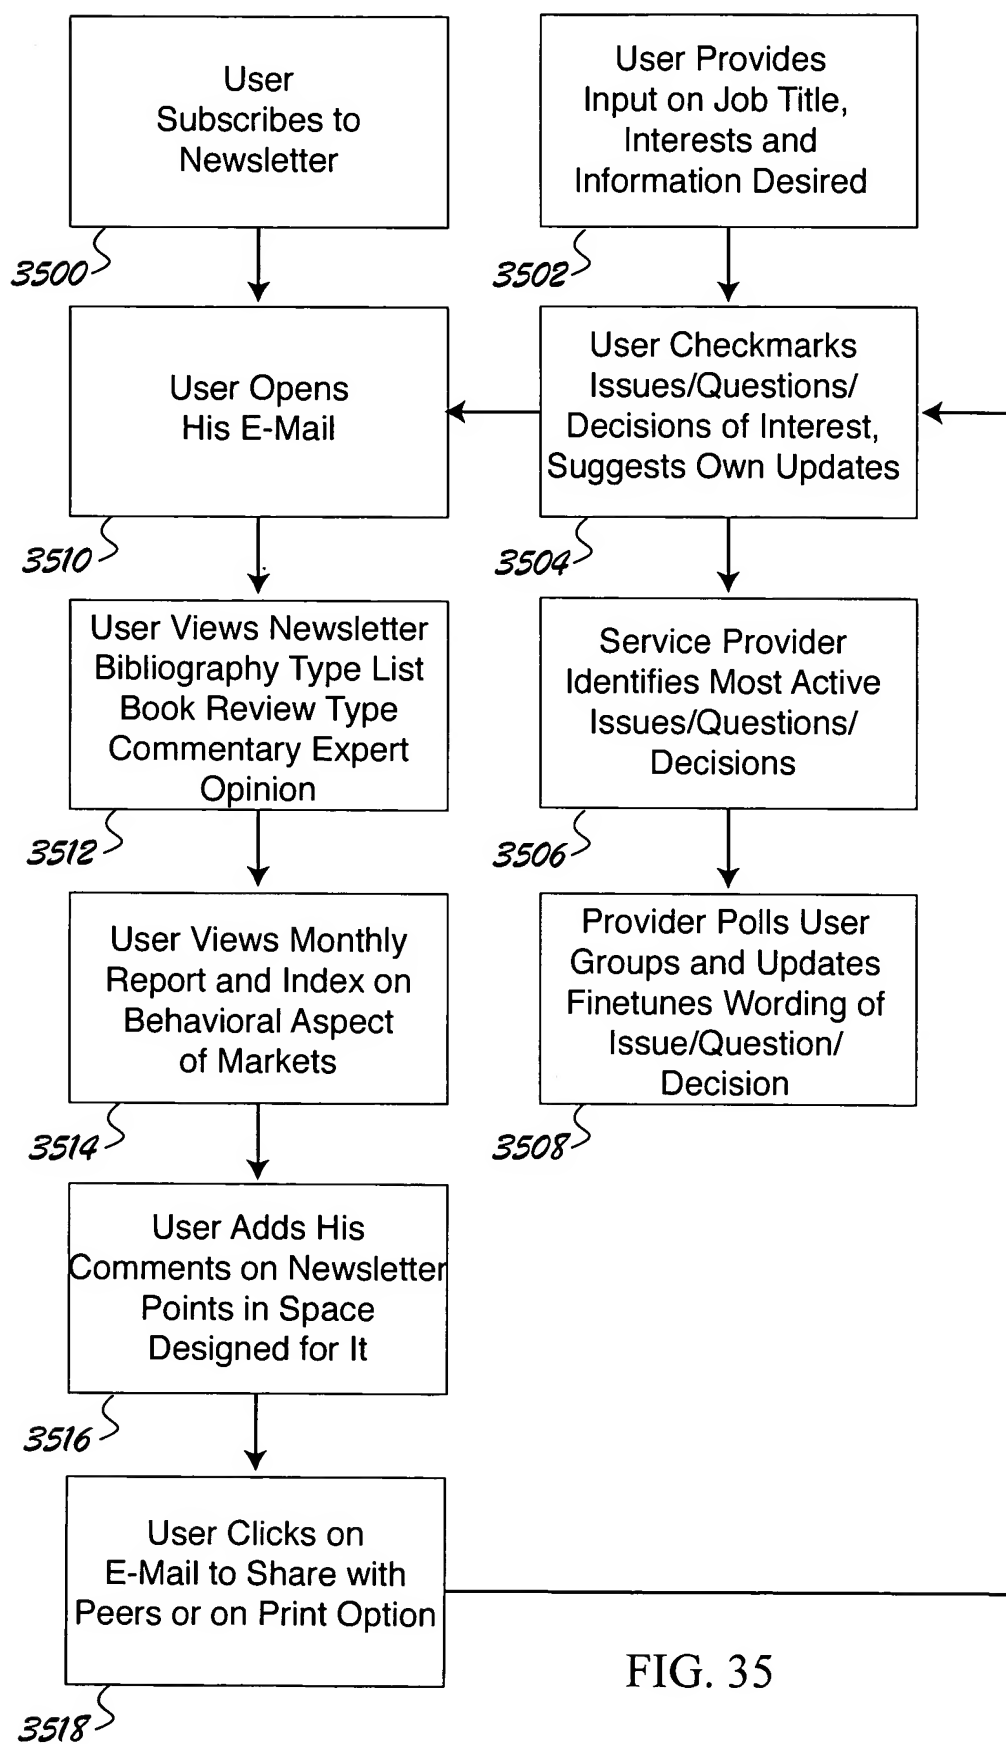 User
Subscribes to
Newsletter
3500
User Provides
Input on Job Title,
Interests and
Information Desired
3502
User Opens
His E-Mail
3510
User Checkmarks
Issues/Questions/
Decisions of Interest,
Suggests Own Updates
3504
User Views Newsletter
Bibliography Type List
Book Review Type
Commentary Expert
Opinion
3512
Service Provider
Identifies Most Active
Issues/Questions/
Decisions
3506
User Views Monthly
Report and Index on
Behavioral Aspect
of Markets
3514
Provider Polls User
Groups and Updates
Finetunes Wording of
Issue/Question/
Decision
3508
User Adds His
Comments on Newsletter
Points in Space
Designed for It
3516
User Clicks on
E-Mail to Share with
Peers or on Print Option
3518
FIG. 35